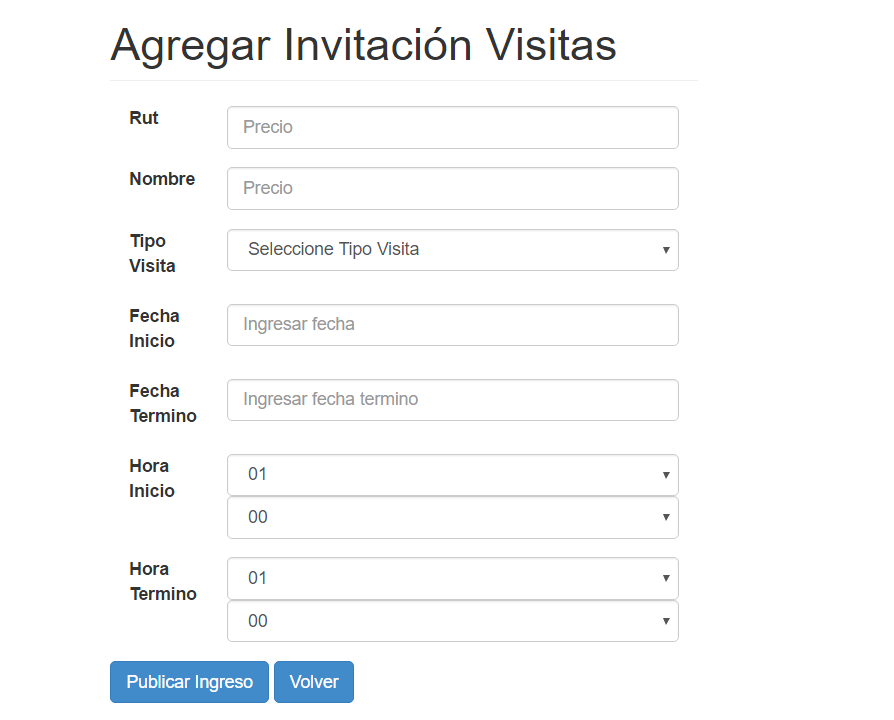 Agregar Invitación Visitas
Rut
Precio
Nombre
Precio
Tipo
Visita
Seleccione Tipo Visita
Fecha
Inicio
Ingresar fecha
Fecha
Termino
Ingresar fecha termino
Hora
Inicio
01
00
Hora
Termino
01
00
Publicar Ingreso Volver